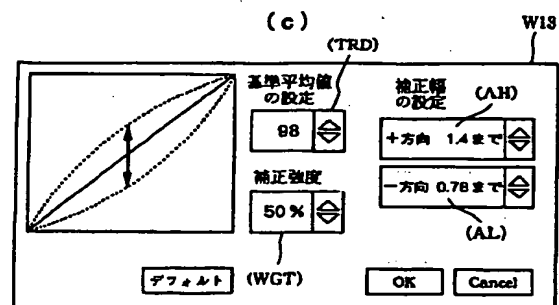 (c)
W13
(TRD)
基準平均値
の設定
98
補正幅
の設定
(AH)
+方向 1.4まで
補正強度
50%
−方向 0.78まで
(AL)
デフォルト
(WGT)
OK
Cancel